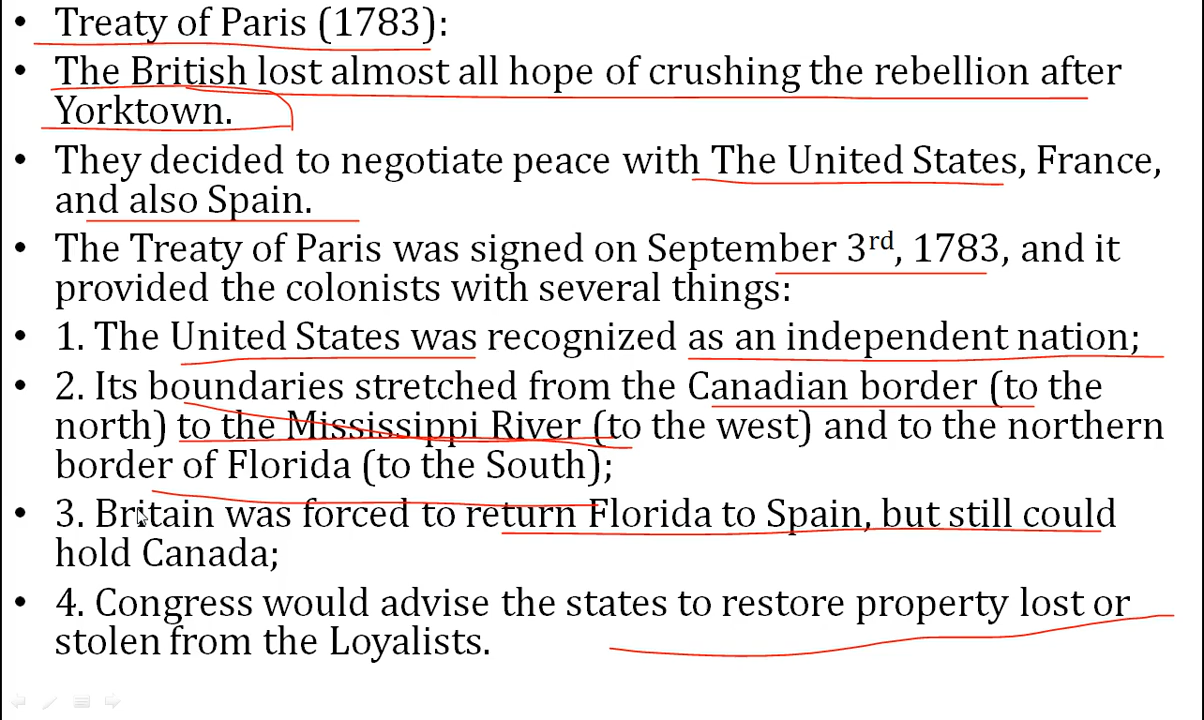 • Treaty of Paris (1783):
• The British lost almost all hope of crushing the rebellion after
Yorktown.
• They decided to negotiate peace with The United States, France,
and also Spain.
• The Treaty of Paris was signed on September 3rd, 1783, and it
provided the colonists with several things:
• 1. The United States was recognized as an independent nation;
• 2. Its boundaries stretched from the Canadian border (to the
north) to the Mississippi River (to the west) and to the northern
border of Florida (to the South);
• 3. Britain was forced to return Florida to Spain, but still could
hold Canada;
• 4. Congress would advise the states to restore property lost or
stolen from the Loyalists.